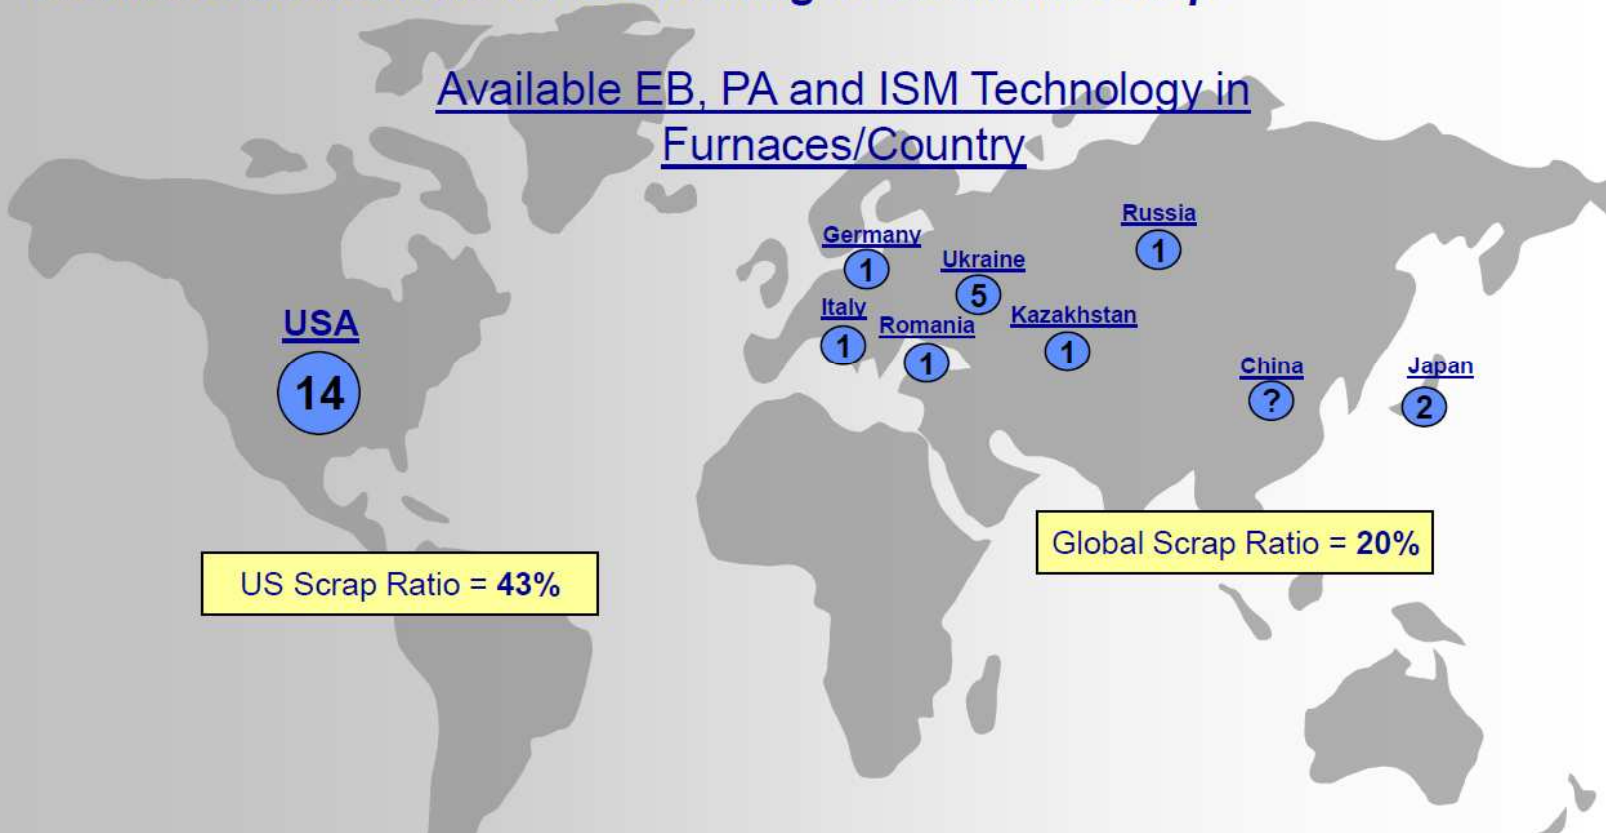 Available EB, PA and ISM Technology in
Furnaces/Country
Russia
1
Germany
1
Ukraine
5
Italy
1
Romania
1
Kazakhstan
1
USA
14
China
?
Japan
2
Global Scrap Ratio = 20%
US Scrap Ratio = 43%